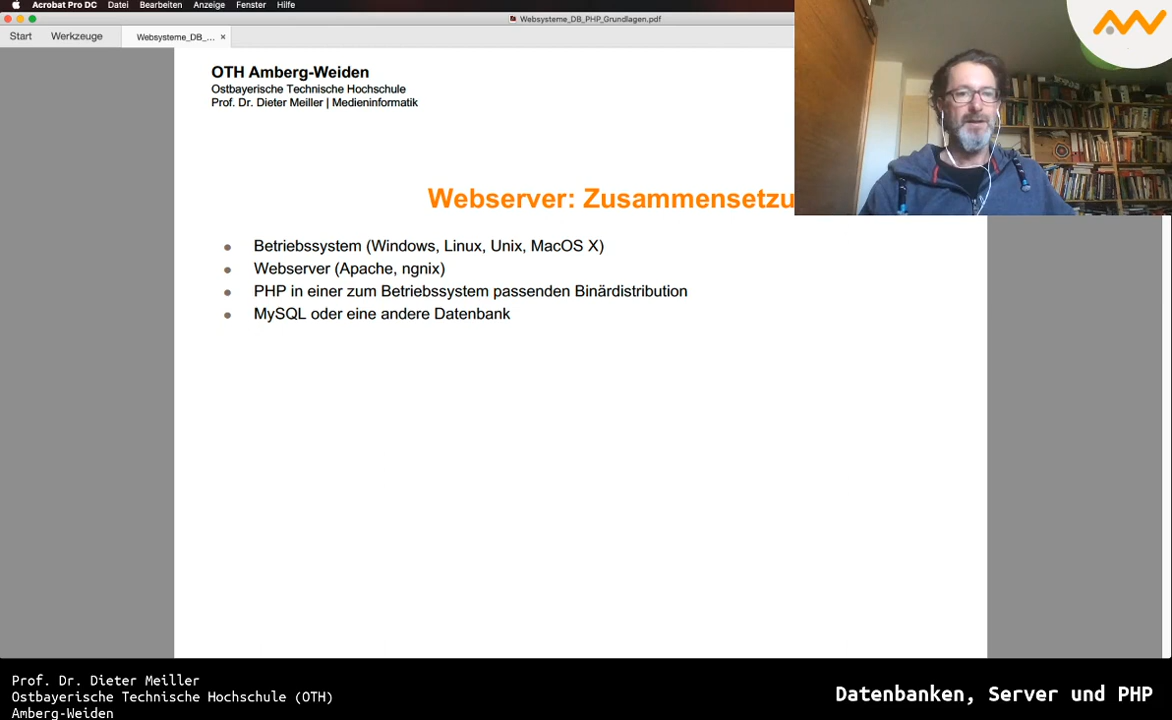 Acrobat Pro DC Datei Bearbeiten Anzeige Fenster Hilfe
Websysteme_DB_PHP_Grundlagen.pdf
Start Werkzeuge Websysteme_DB_... ×
OTH Amberg-Weiden
Ostbayerische Technische Hochschule
Prof. Dr. Dieter Meiller | Medieninformatik
Webserver: Zusammensetzu
Betriebssystem (Windows, Linux, Unix, MacOS X)
Webserver (Apache, ngnix)
PHP in einer zum Betriebssystem passenden Binärdistribution
MySQL oder eine andere Datenbank
Prof. Dr. Dieter Meiller
Ostbayerische Technische Hochschule (OTH)
Amberg-Weiden
Datenbanken, Server und PHP